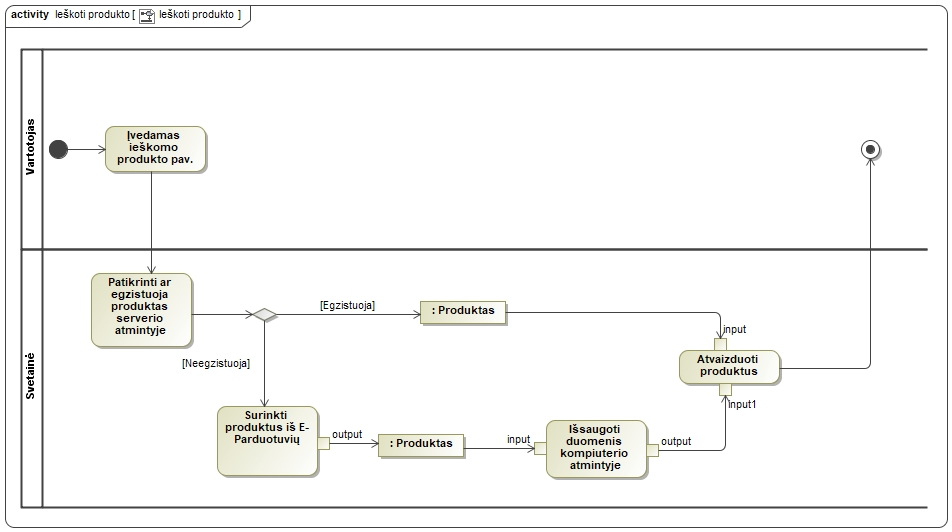 activity Ieškoti produkto [ Ieškoti produkto ]
Vartotojas
Įvedamas
ieškomo
produkto pav.
Svetainė
Patikrinti ar
egzistuoja
produktas
serverio
atmintyje
[Egzistuoja]
: Produktas
input
Atvaizduoti
produktus
input1
[Neegzistuoja]
Surinkti
produktus iš E-
Parduotuvių
output
: Produktas
input
Išsaugoti
duomenis
kompiuterio
atmintyje
output